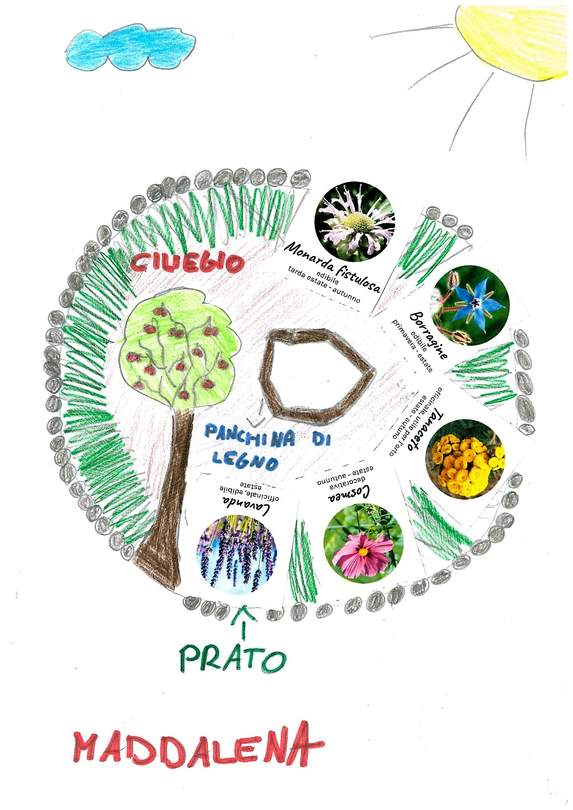 CILIEGIO
Monarda fistulosa
edibile
tarda estate - autunno
Borragine
edibile
primavera - estate
Tanaceto
officinale, utile per l'orto
estate - autunno
Cosmea
decorativa
estate - autunno
Lavanda
officinale, edibile
estate
PANCHINA DI
LEGNO
PRATO
MADDALENA